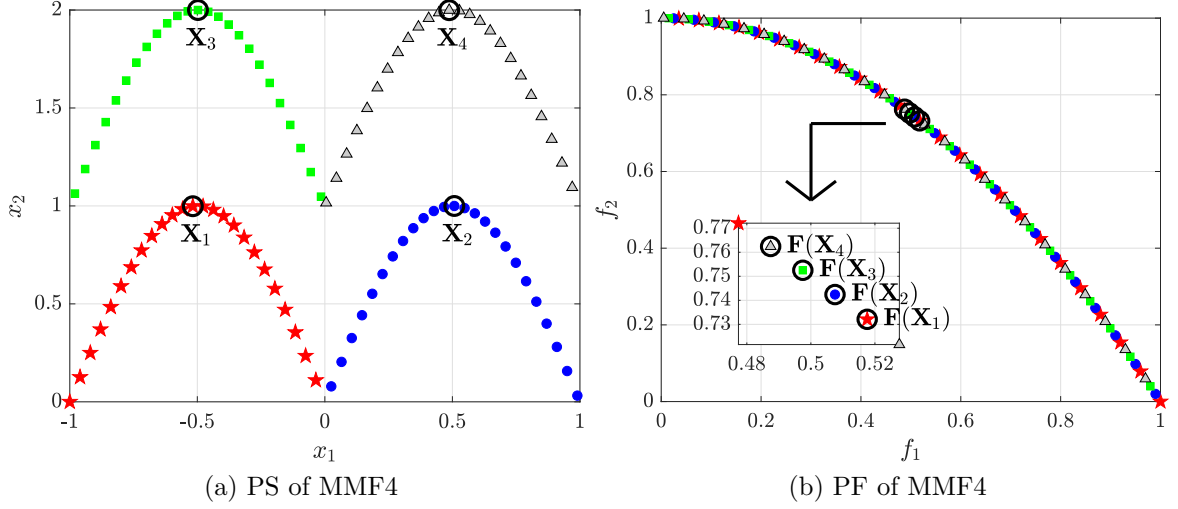 2
1.5
1
0.5
0
x₂
X₃
X₄
X₁
X₂
-1
-0.5
0
0.5
1
x₁
(a) PS of MMF4
1
0.8
0.6
0.4
0.2
0
f₂
0.77
0.76
0.75
0.74
0.73
F(X₄)
F(X₃)
F(X₂)
F(X₁)
0.48
0.5
0.52
0
0.2
0.4
0.6
0.8
1
f₁
(b) PF of MMF4